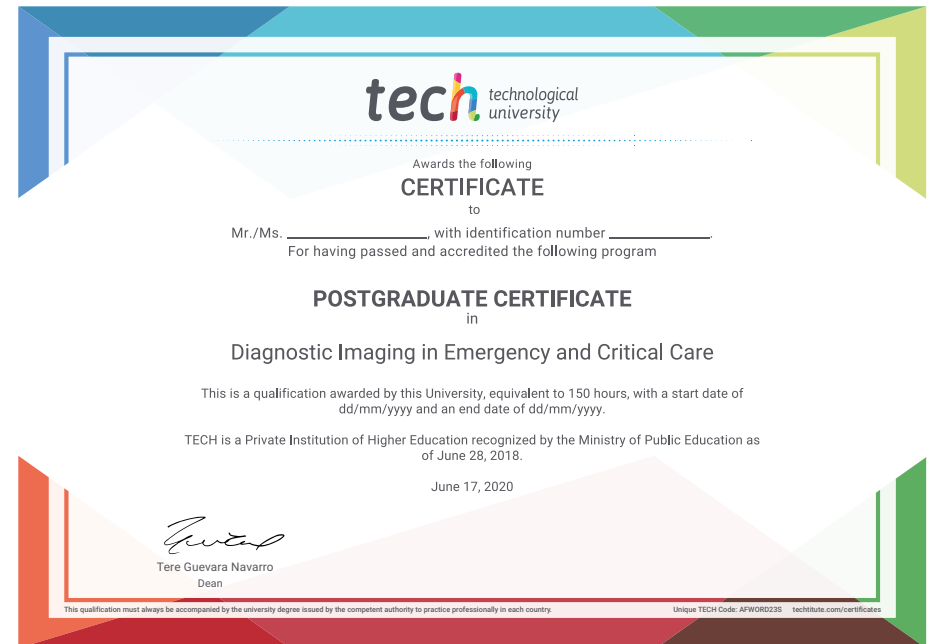 tech technological
university
Awards the following
CERTIFICATE
to
Mr./Ms. ____________, with identification number ____________.
For having passed and accredited the following program
POSTGRADUATE CERTIFICATE
in
Diagnostic Imaging in Emergency and Critical Care
This is a qualification awarded by this University, equivalent to 150 hours, with a start date of
dd/mm/yyyy and an end date of dd/mm/yyyy.
TECH is a Private Institution of Higher Education recognized by the Ministry of Public Education as
of June 28, 2018.
June 17, 2020
Tere Guevara Navarro
Dean
This qualification must always be accompanied by the university degree issued by the competent authority to practice professionally in each country.
Unique TECH Code: AFWORD23S techtitute.com/certificates